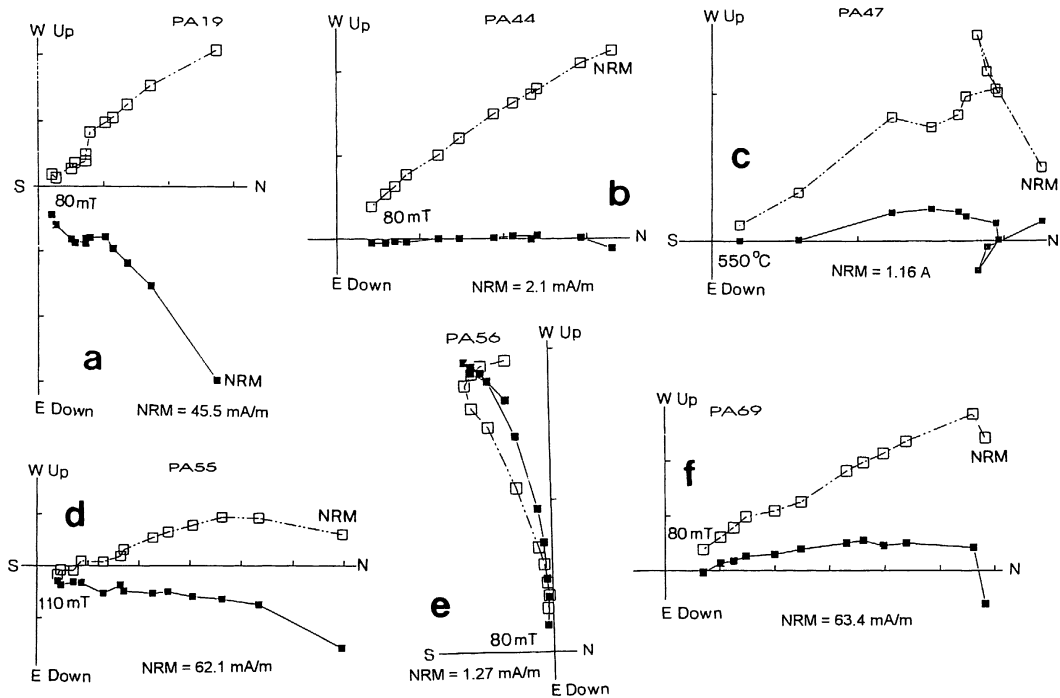 W Up PA19
NRM
S N
80 mT
a
NRM
E Down NRM = 45.5 mA/m
W Up PA44
NRM
b
80 mT
N
E Down NRM = 2.1 mA/m
W Up PA47
c
NRM
S N
550 °C
NRM = 1.16 A
E Down
PA55
W Up
d
NRM
S N
110 mT
E Down NRM = 62.1 mA/m
PA56 W Up
e
80 mT
S N
NRM = 1.27 mA/m
E Down
W Up PA69
f
NRM
80 mT
S N
E Down NRM = 63.4 mA/m